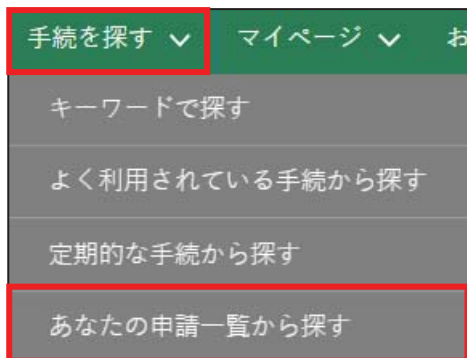 手続を探す マイページ お
キーワードで探す
よく利用されている手続から探す
定期的な手続から探す
あなたの申請一覧から探す